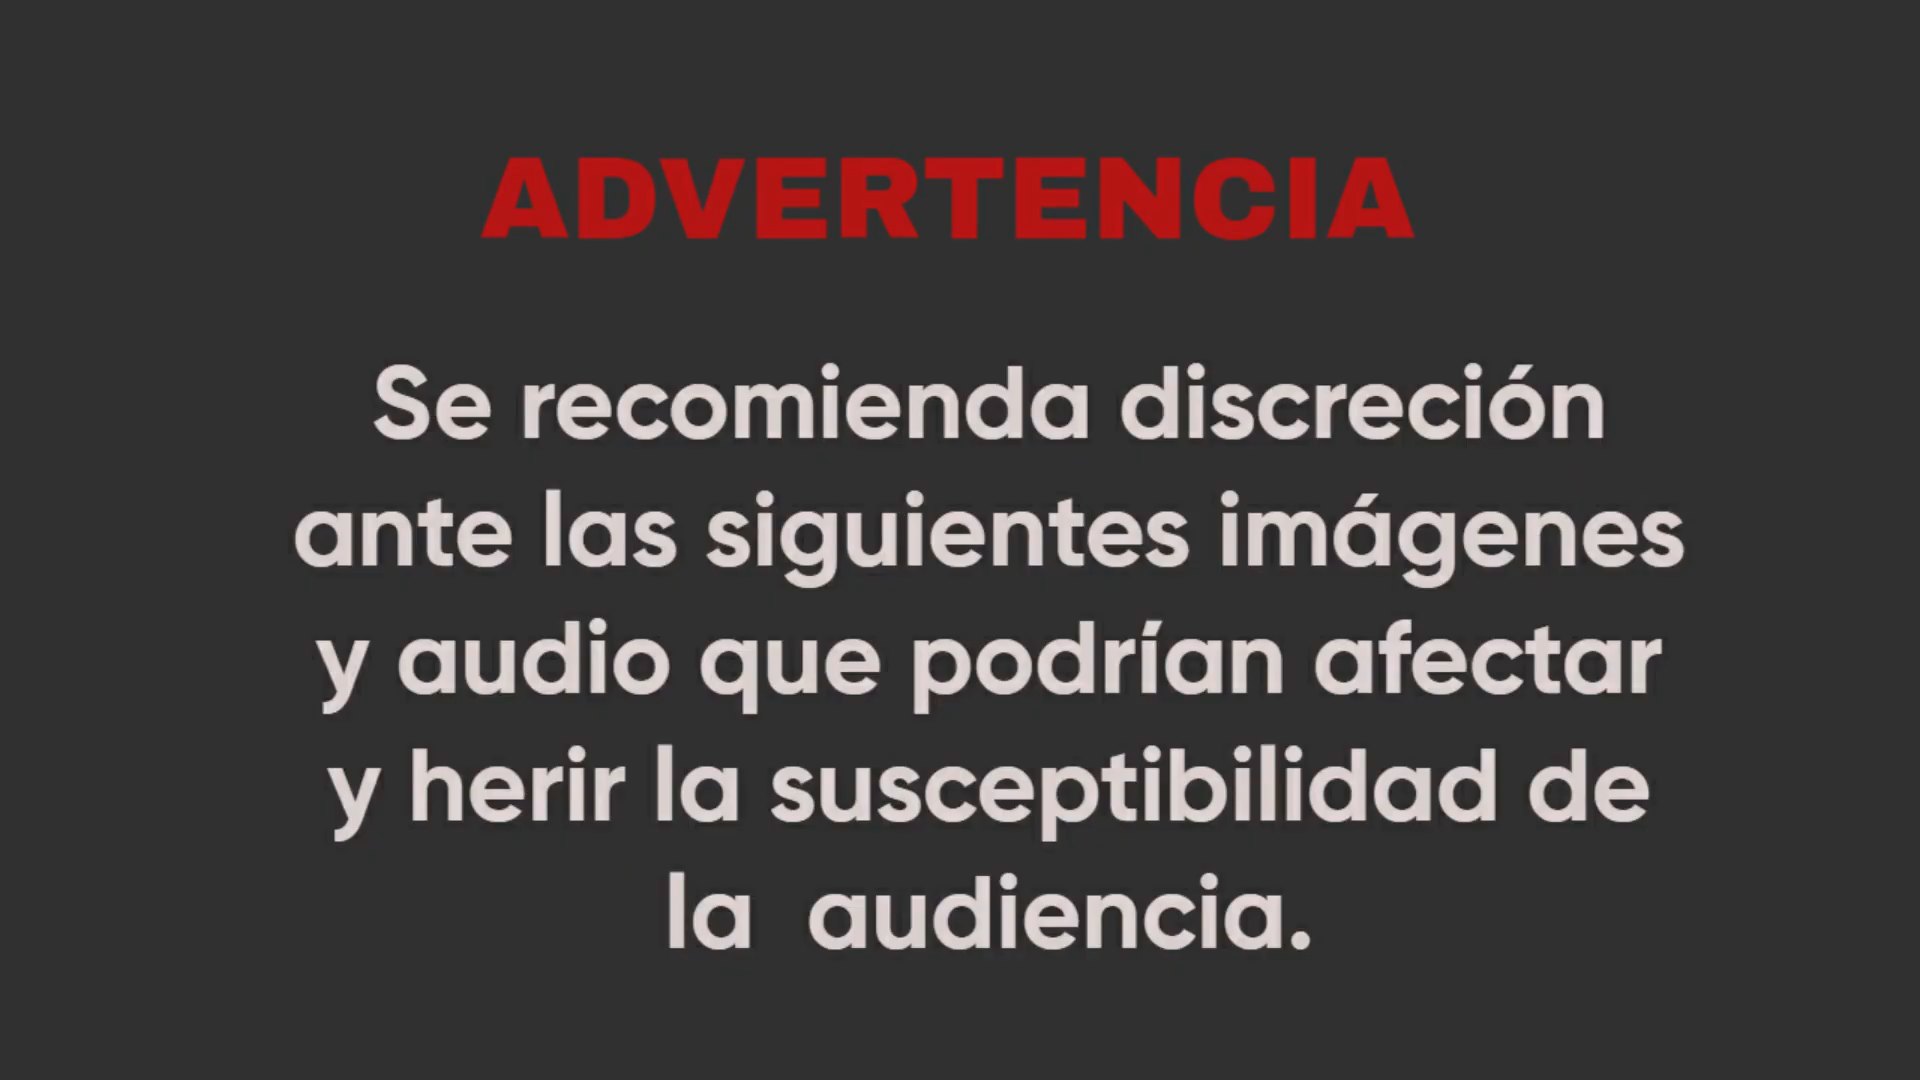 ADVERTENCIA
Se recomienda discreción
ante las siguientes imágenes
y audio que podrían afectar
y herir la susceptibilidad de
la  audiencia.